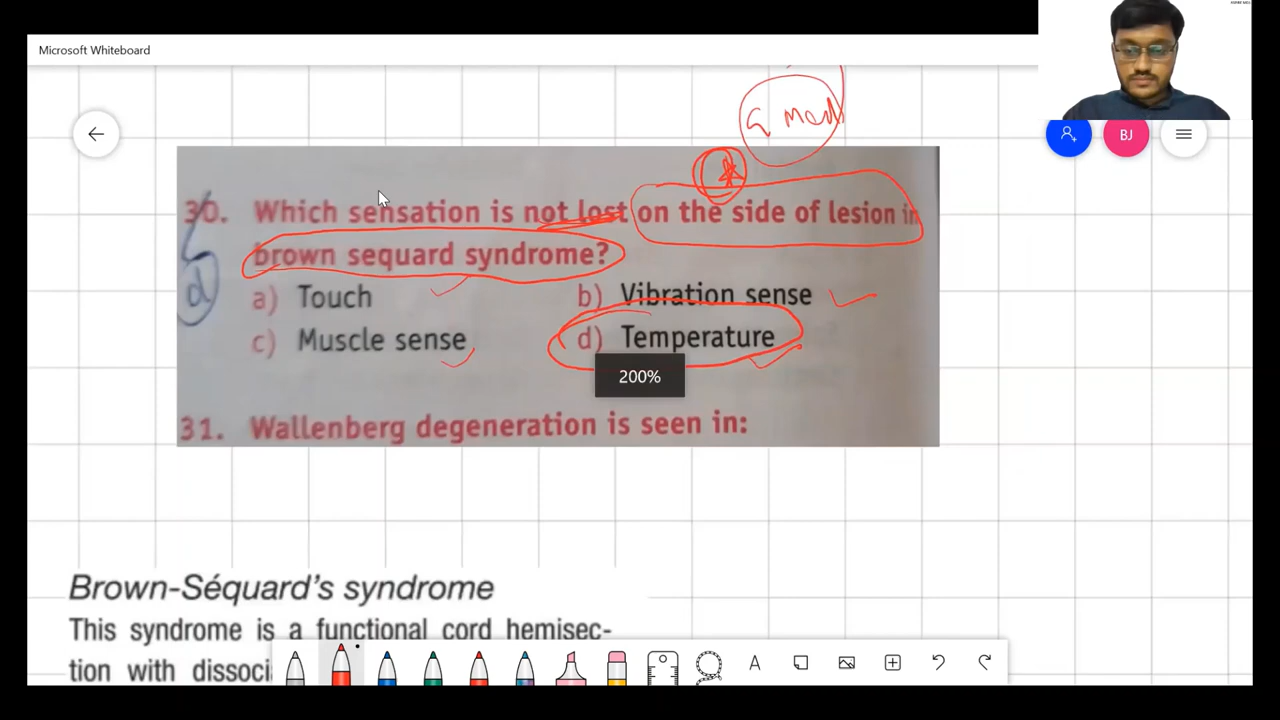 Microsoft Whiteboard
BJ
30. Which sensation is not lost on the side of lesion in
brown sequard syndrome?
a) Touch b) Vibration sense
c) Muscle sense d) Temperature
d
200%
31. Wallenberg degeneration is seen in:
Brown-Séquard's syndrome
This syndrome is a functional cord hemisec-
tion with dissoci
A